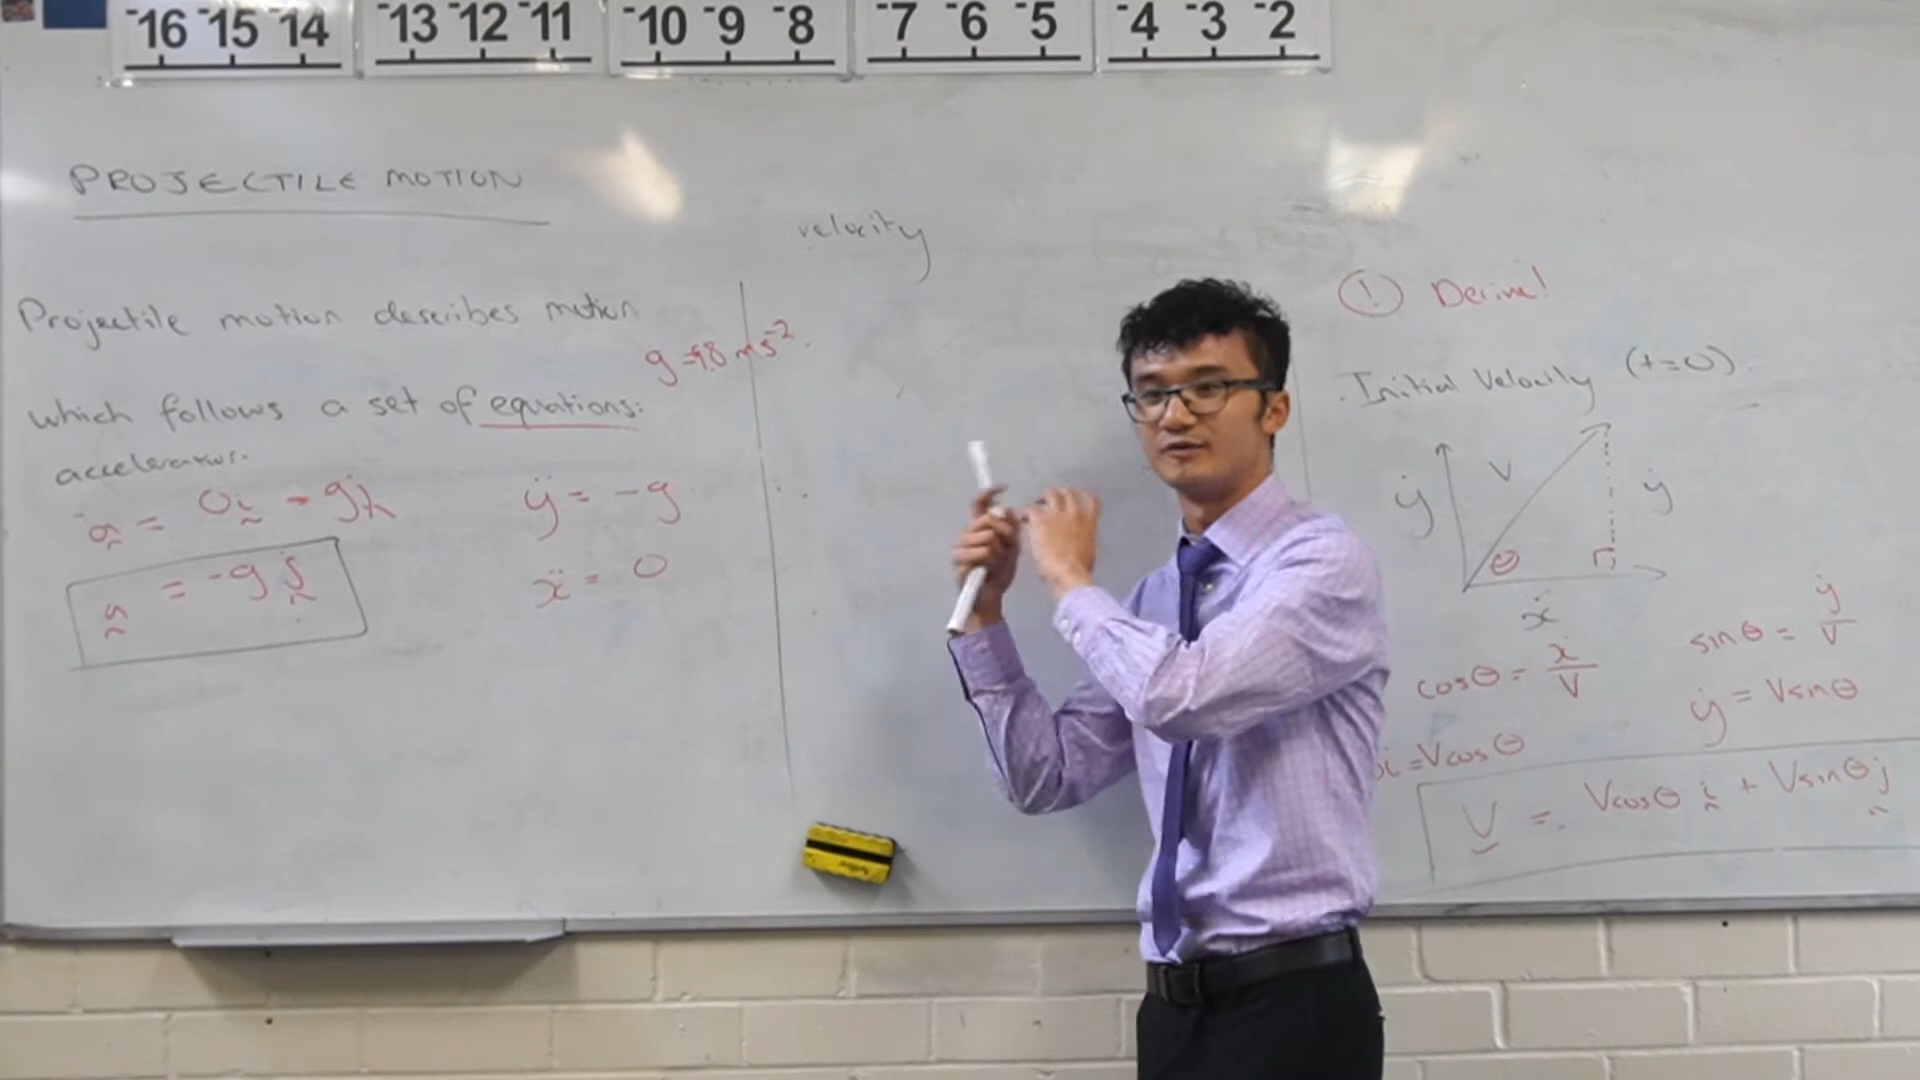 -16 -15 -14 -13 -12 -11 -10 -9 -8 -7 -6 -5 -4 -3 -2
PROJECTILE MOTION
Projectile motion describes motion
g = 9.8 ms⁻².
which follows a set of equations:
a = 0i - gj
a = -gj
ÿ = -g
ẍ = 0
velocity
! Derive!
Initial Velocity (t=0)
ẏ
V
ẏ
θ
ẋ
cosθ = ẋ/V
sinθ = ẏ/V
ẋ = Vcosθ
ẏ = Vsinθ
V = Vcosθ i + Vsinθ j